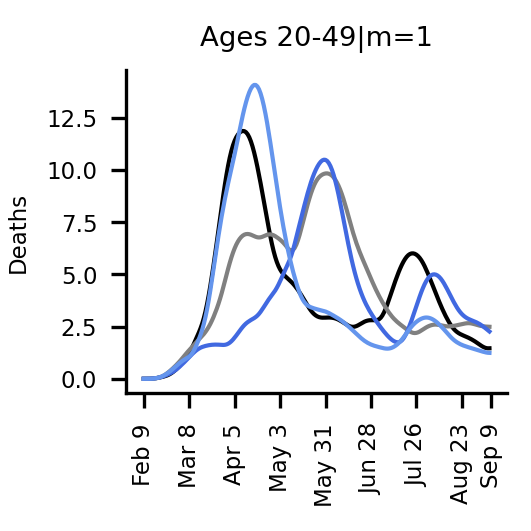 Ages 20-49|m=1
Deaths
12.5
10.0
7.5
5.0
2.5
0.0
Feb 9
Mar 8
Apr 5
May 3
May 31
Jun 28
Jul 26
Aug 23
Sep 9